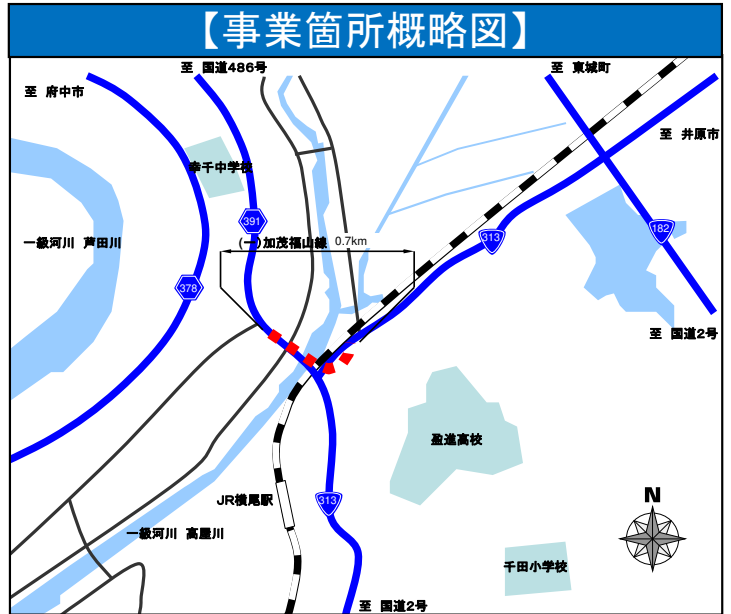 【事業箇所概略図】
至 国道486号
至 東城町
至 府中市
至 井原市
幸千中学校
391
(一)加茂福山線 0.7km
一級河川 芦田川
313
182
378
至 国道2号
盈進高校
JR横尾駅
313
N
一級河川 高屋川
千田小学校
至 国道2号